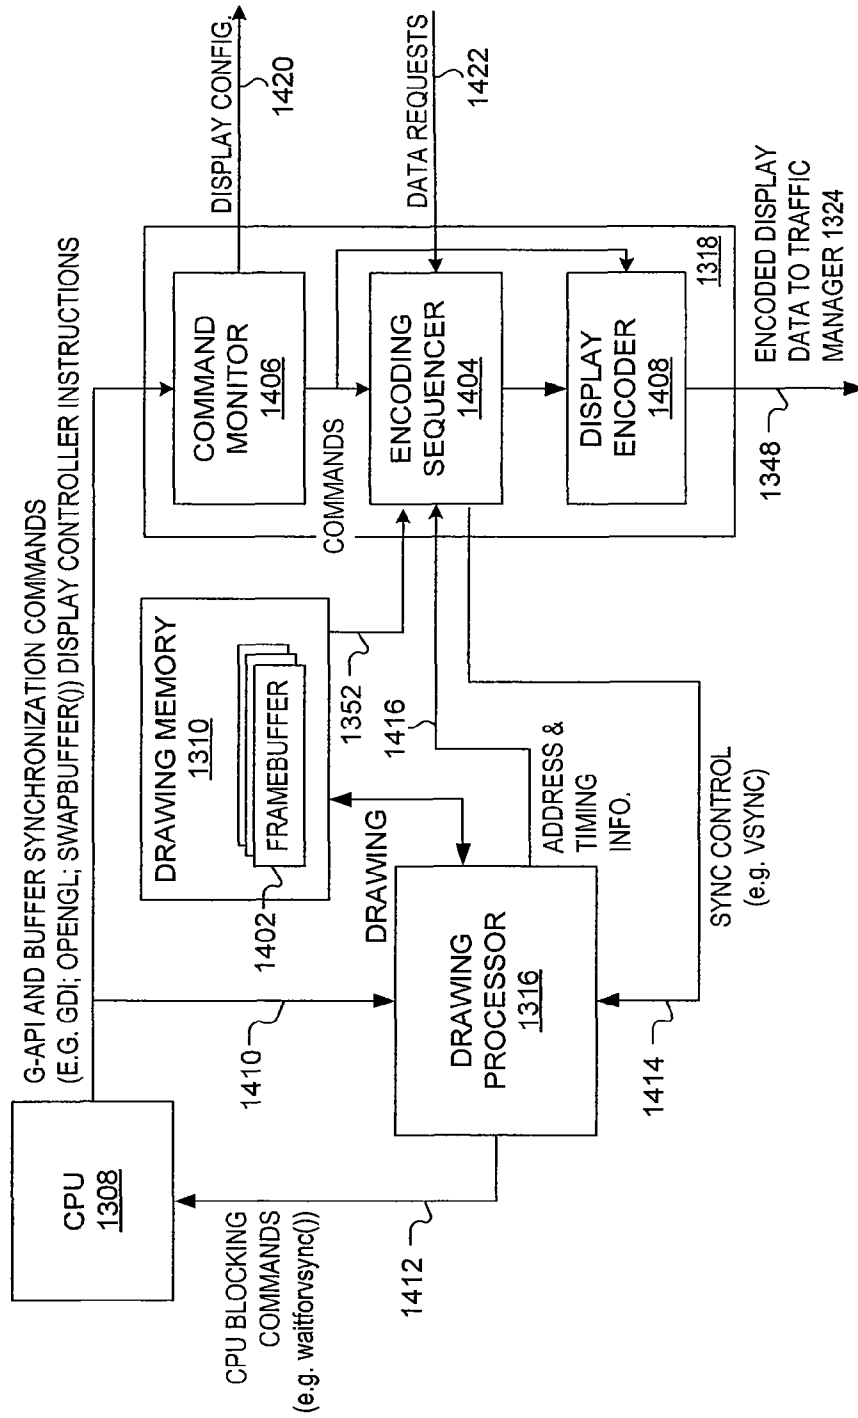 G-API AND BUFFER SYNCHRONIZATION COMMANDS
(E.G. GDI; OPENGL; SWAPBUFFER()) DISPLAY CONTROLLER INSTRUCTIONS
CPU
1308
CPU BLOCKING
COMMANDS
(e.g. waitforvsync())
1412
1410
DRAWING MEMORY
1310
FRAMEBUFFER
1402
DRAWING
DRAWING
PROCESSOR
1316
1414
1352
1416
ADDRESS &
TIMING
INFO.
SYNC CONTROL
(e.g. VSYNC)
COMMAND
MONITOR
1406
COMMANDS
ENCODING
SEQUENCER
1404
DISPLAY
ENCODER
1408
1318
DISPLAY CONFIG.
1420
DATA REQUESTS
1422
ENCODED DISPLAY
DATA TO TRAFFIC
MANAGER 1324
1348